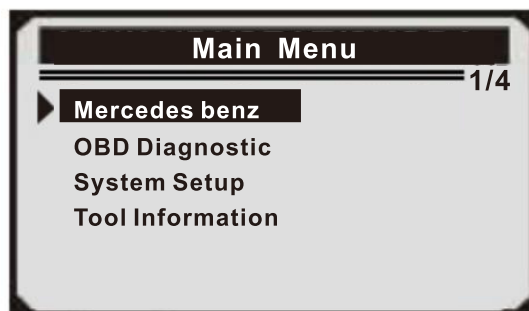 Main Menu
1/4
Mercedes benz
OBD Diagnostic
System Setup
Tool Information